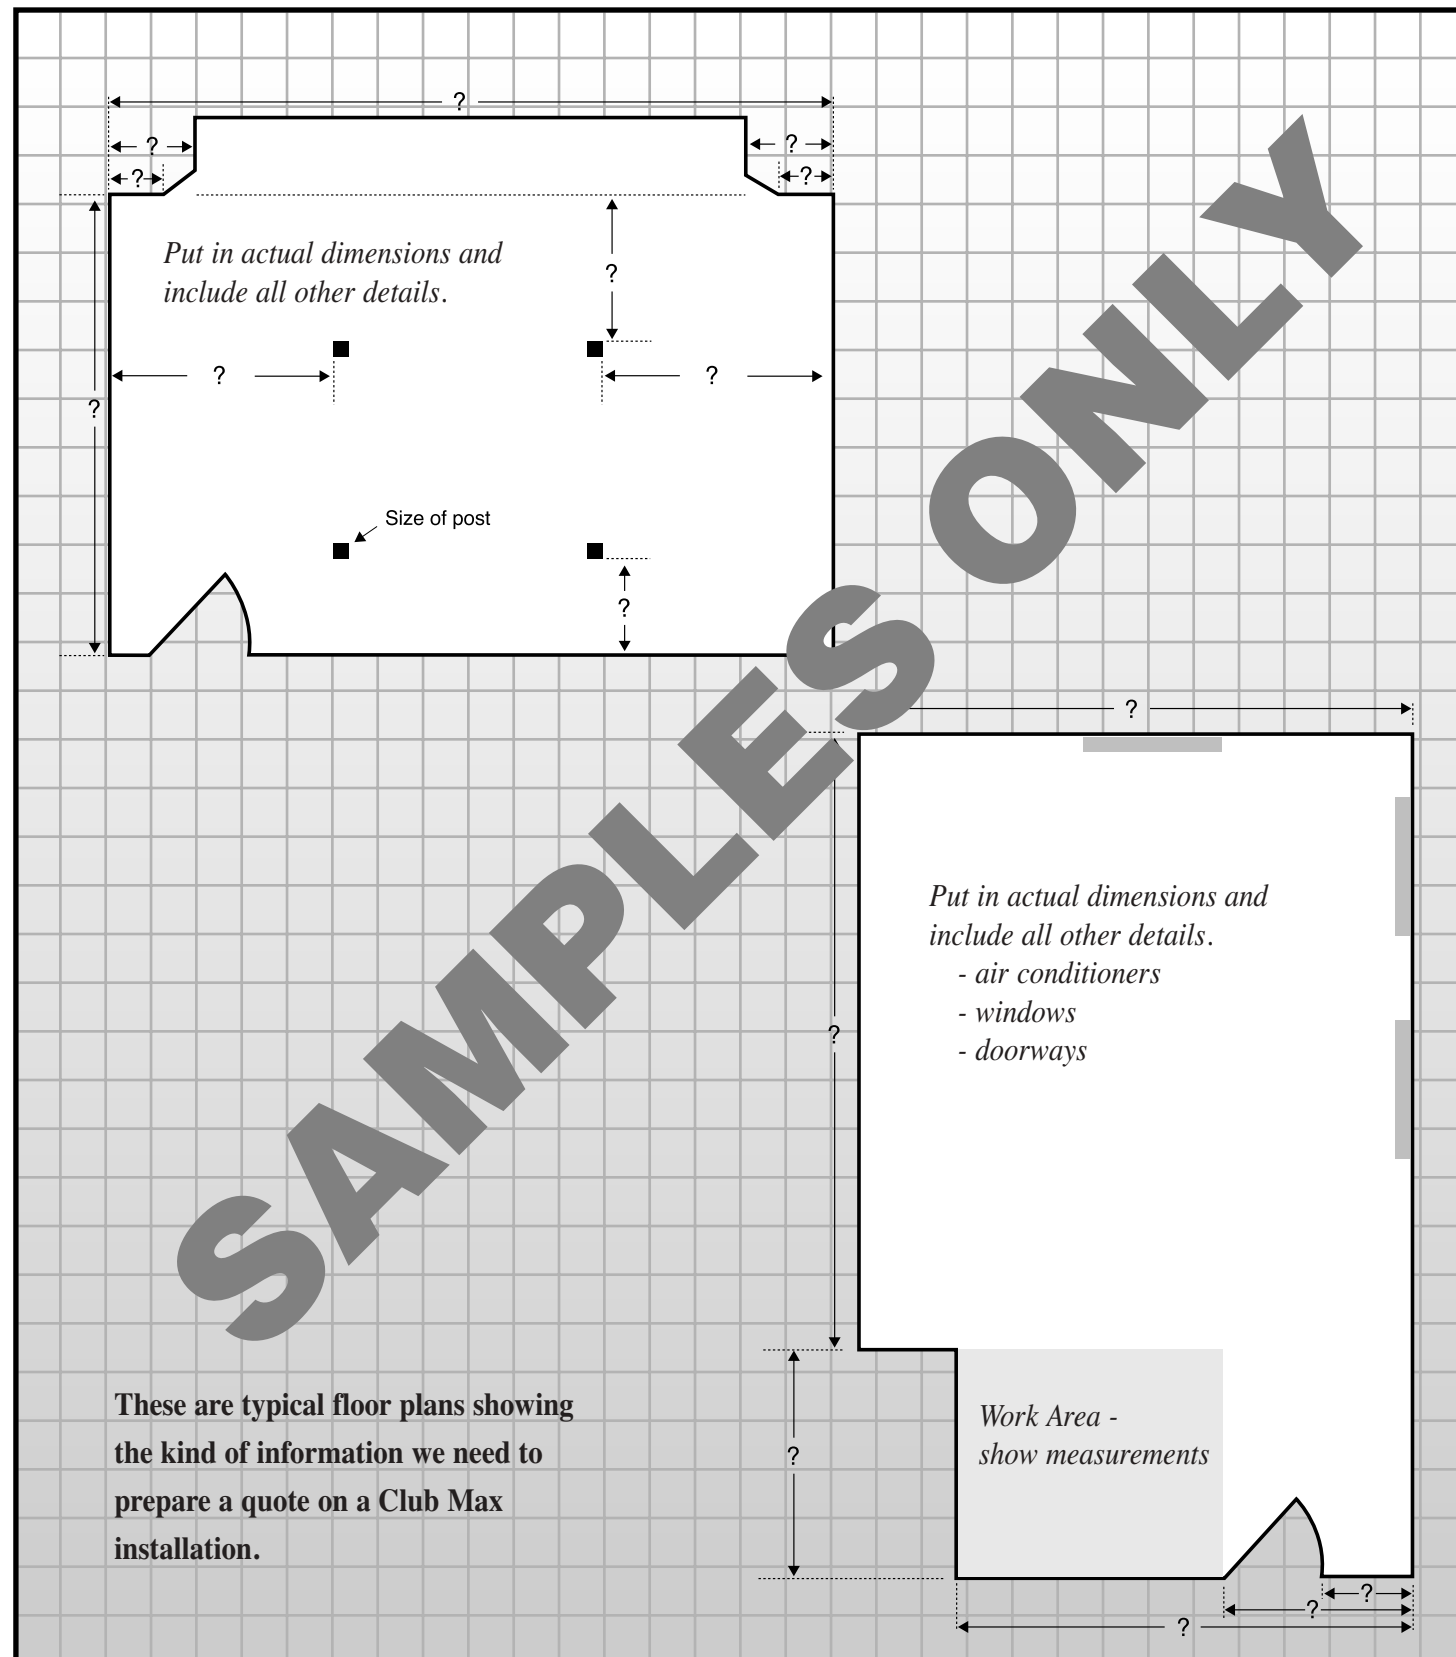 ?
?
?
?
?
Put in actual dimensions and
include all other details.
?
?
?
?
Size of post
?
SAMPLES ONLY
?
Put in actual dimensions and
include all other details.
- air conditioners
- windows
- doorways
?
These are typical floor plans showing
the kind of information we need to
prepare a quote on a Club Max
installation.
Work Area -
show measurements
?
?
?
?